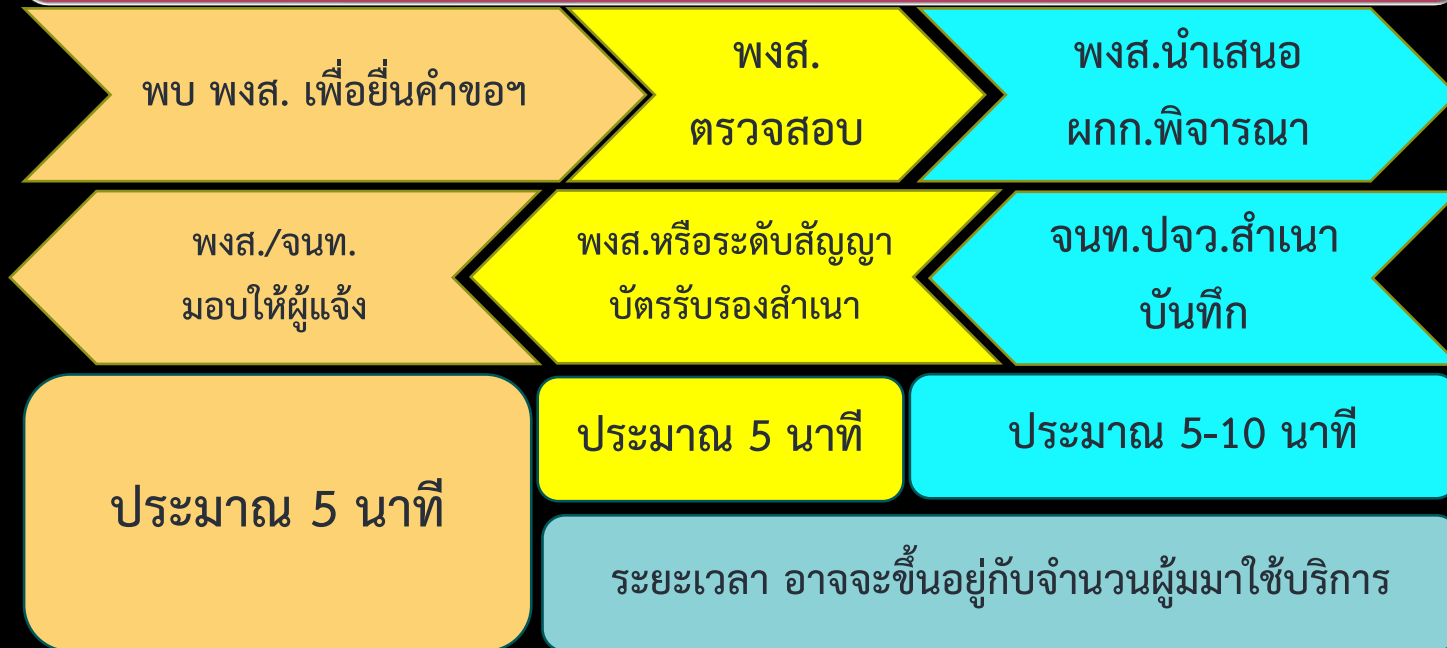 พบ พงส. เพื่อยื่นคำขอฯ
พงส.
ตรวจสอบ
พงส.นำเสนอ
ผกก.พิจารณา
พงส./จนท.
มอบให้ผู้แจ้ง
พงส.หรือระดับสัญญา
บัตรรับรองสำเนา
จนท.ปจว.สำเนา
บันทึก
ประมาณ 5 นาที
ประมาณ 5 นาที
ประมาณ 5-10 นาที
ระยะเวลา อาจจะขึ้นอยู่กับจำนวนผู้มมาใช้บริการ